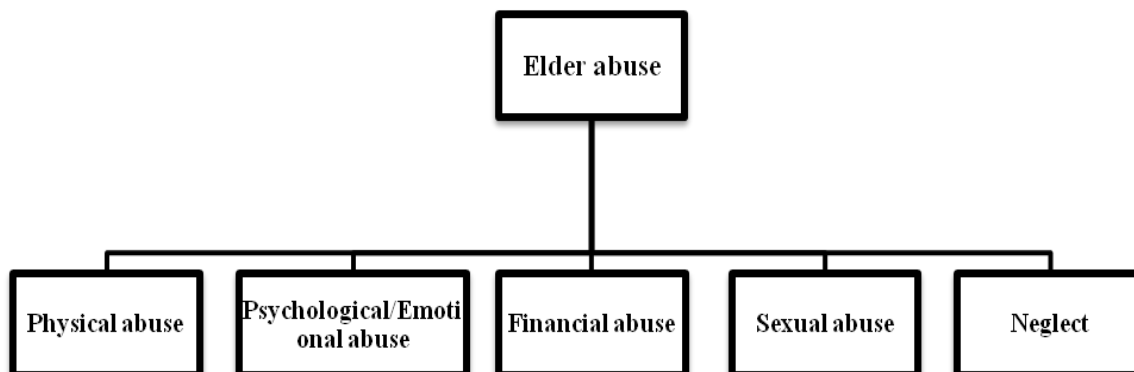 Elder abuse
Physical abuse
Psychological/Emoti
onal abuse
Financial abuse
Sexual abuse
Neglect